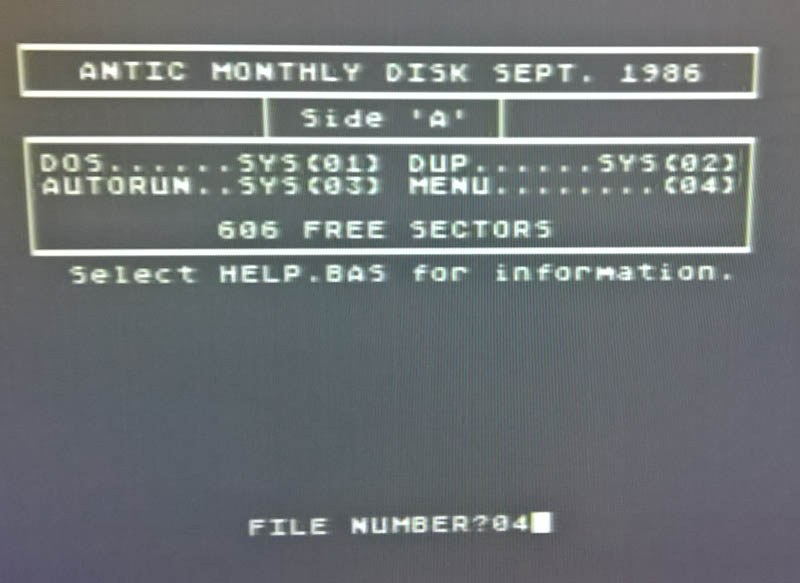 ANTIC MONTHLY DISK SEPT. 1986
Side 'A'
DOS......SYS(01) DUP......SYS(02)
AUTORUN..SYS(03) MENU........(04)
606 FREE SECTORS
Select HELP.BAS for information.
FILE NUMBER?04